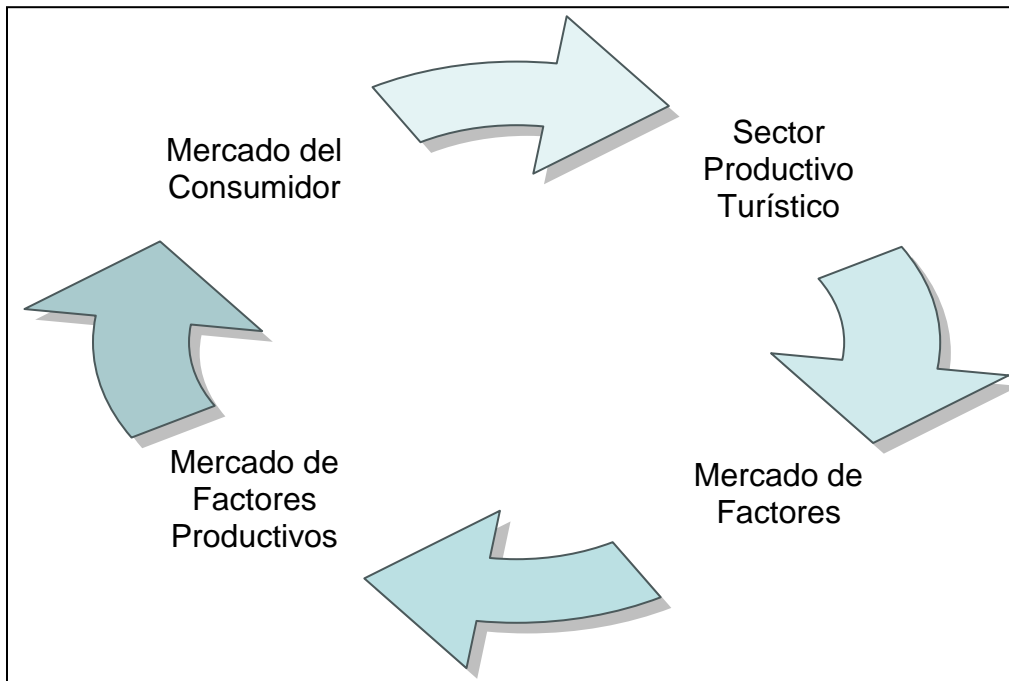 Mercado del
Consumidor
Sector
Productivo
Turístico
Mercado de
Factores
Productivos
Mercado de
Factores